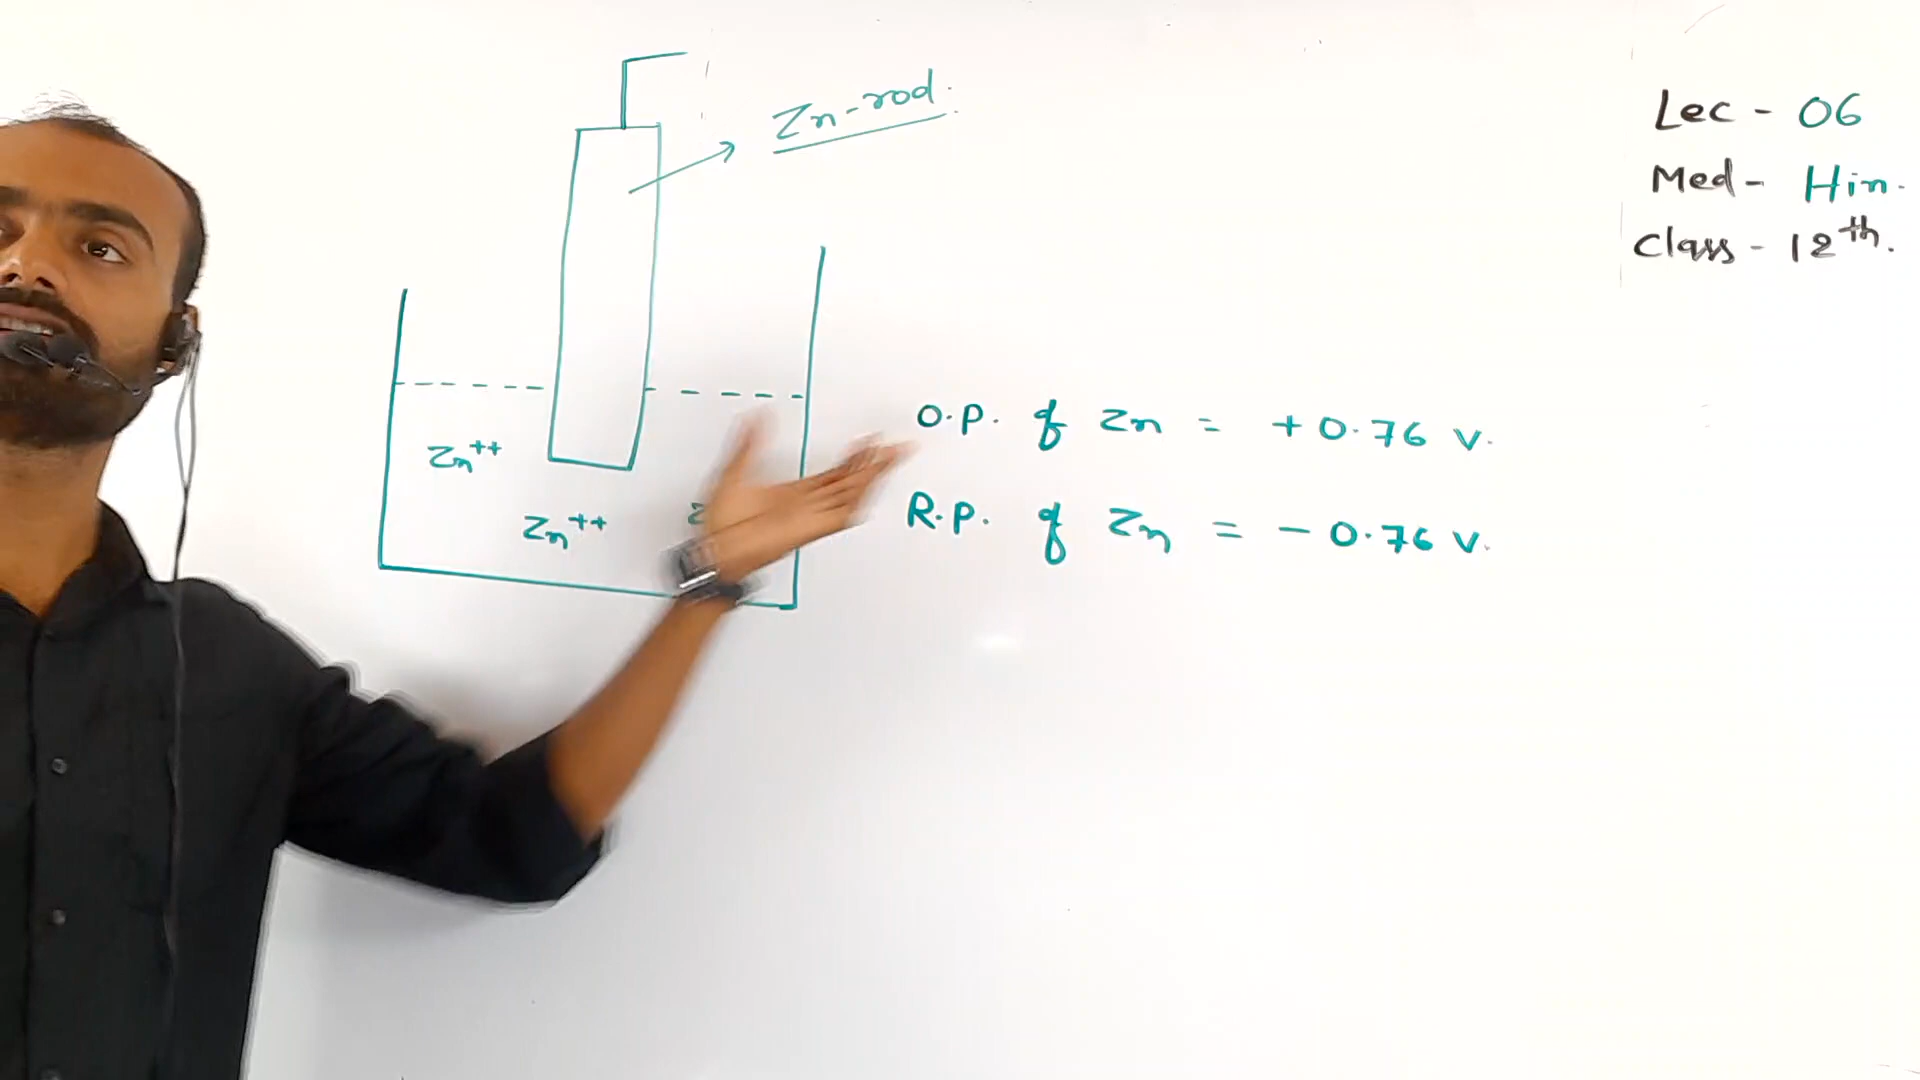 Zn-rod.
Lec - 06
Med - Hin.
Class - 12th.
Zn++
Zn++
O.P. of Zn = +0.76 V.
R.P. of Zn = -0.76 V.